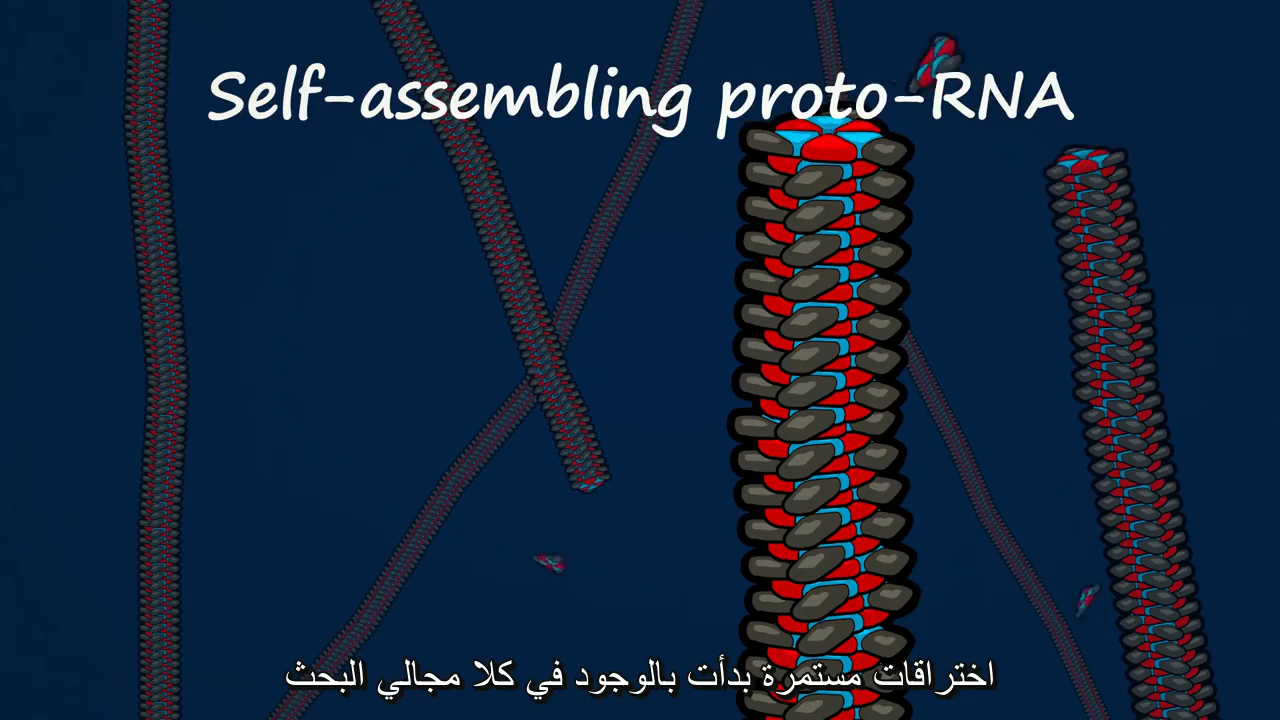 Self-assembling proto-RNA
اختراقات مستمرة بدأت بالوجود في كلا مجالي البحث